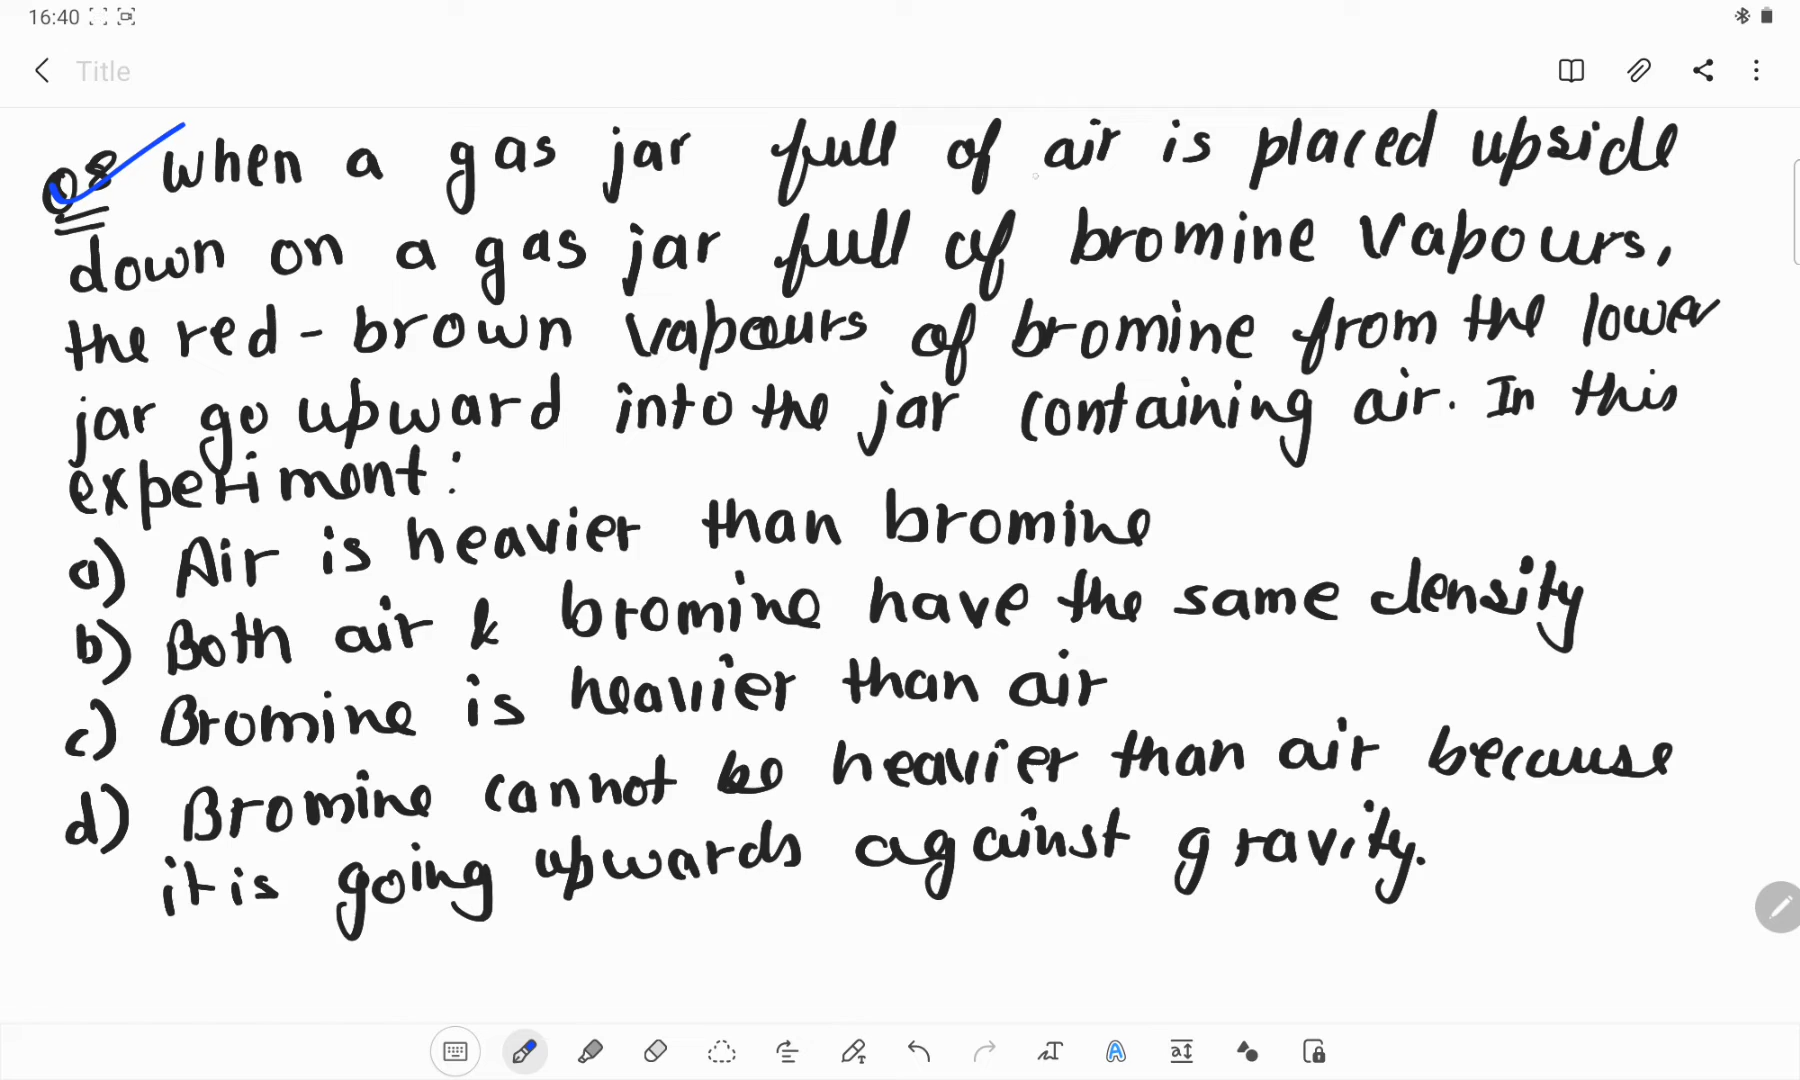 16:40
Title
Q8 When a gas jar full of air is placed upside
down on a gas jar full of bromine vapours,
the red-brown vapours of bromine from the lower
jar go upward into the jar containing air. In this
experiment:
a) Air is heavier than bromine
b) Both air & bromine have the same density
c) Bromine is heavier than air
d) Bromine cannot be heavier than air because
it is going upwards against gravity.